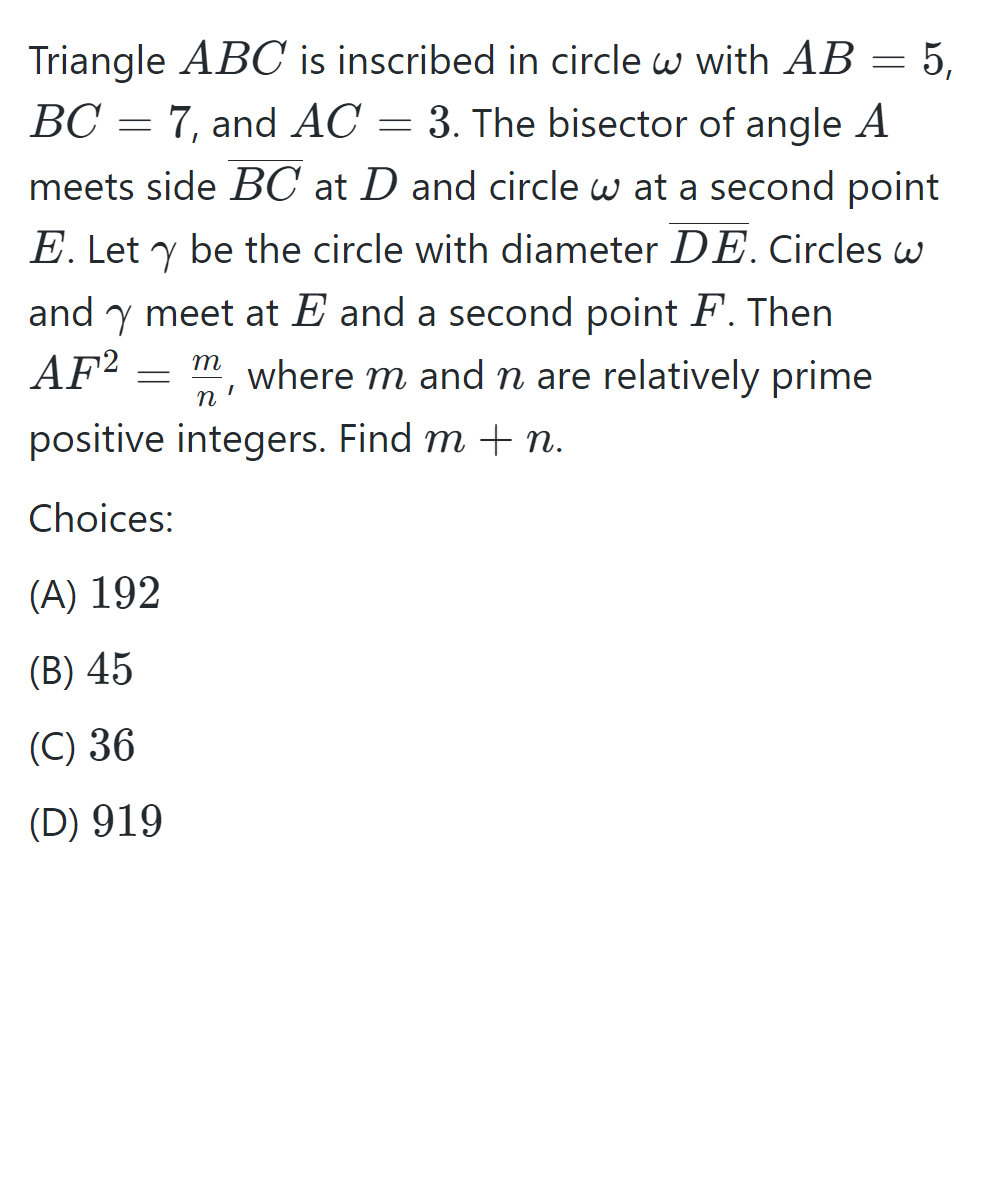 Triangle $ABC$ is inscribed in circle $\omega$ with $AB = 5$,
$BC = 7$, and $AC = 3$. The bisector of angle $A$
meets side $\overline{BC}$ at $D$ and circle $\omega$ at a second point
$E$. Let $\gamma$ be the circle with diameter $\overline{DE}$. Circles $\omega$
and $\gamma$ meet at $E$ and a second point $F$. Then
$AF^2 = \frac{m}{n}$, where $m$ and $n$ are relatively prime
positive integers. Find $m + n$.
Choices:
(A) 192
(B) 45
(C) 36
(D) 919